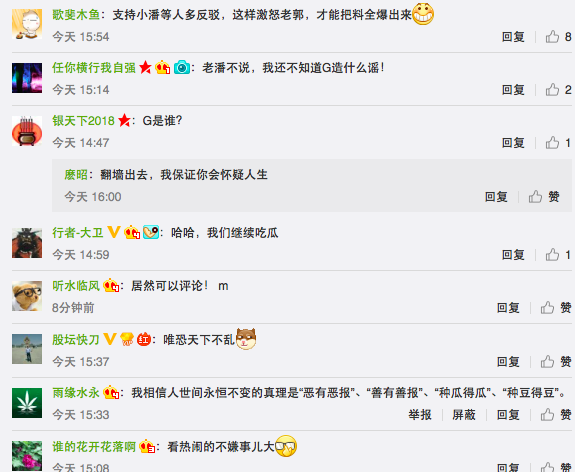 歌斐木鱼：支持小潘等人多反驳，这样激怒老郭，才能把料全爆出来
今天 15:54 回复 8
任你横行我自强：老潘不说，我还不知道G造什么谣！
今天 15:14 回复 2
银天下2018：G是谁?
今天 14:47 回复 1
麽昭：翻墙出去，我保证你会怀疑人生
今天 16:00 回复 赞
行者-大卫：哈哈，我们继续吃瓜
今天 14:59 回复 1
听水临风：居然可以评论！ m
8分钟前 回复 赞
股坛快刀 红：唯恐天下不乱
今天 15:37 回复 赞
雨缘水永：我相信人世间永恒不变的真理是“恶有恶报”、“善有善报”、“种瓜得瓜”、“种豆得豆”。
今天 15:33 举报 屏蔽 回复 赞
谁的花开花落啊：看热闹的不嫌事儿大
今天 15:08 回复 赞